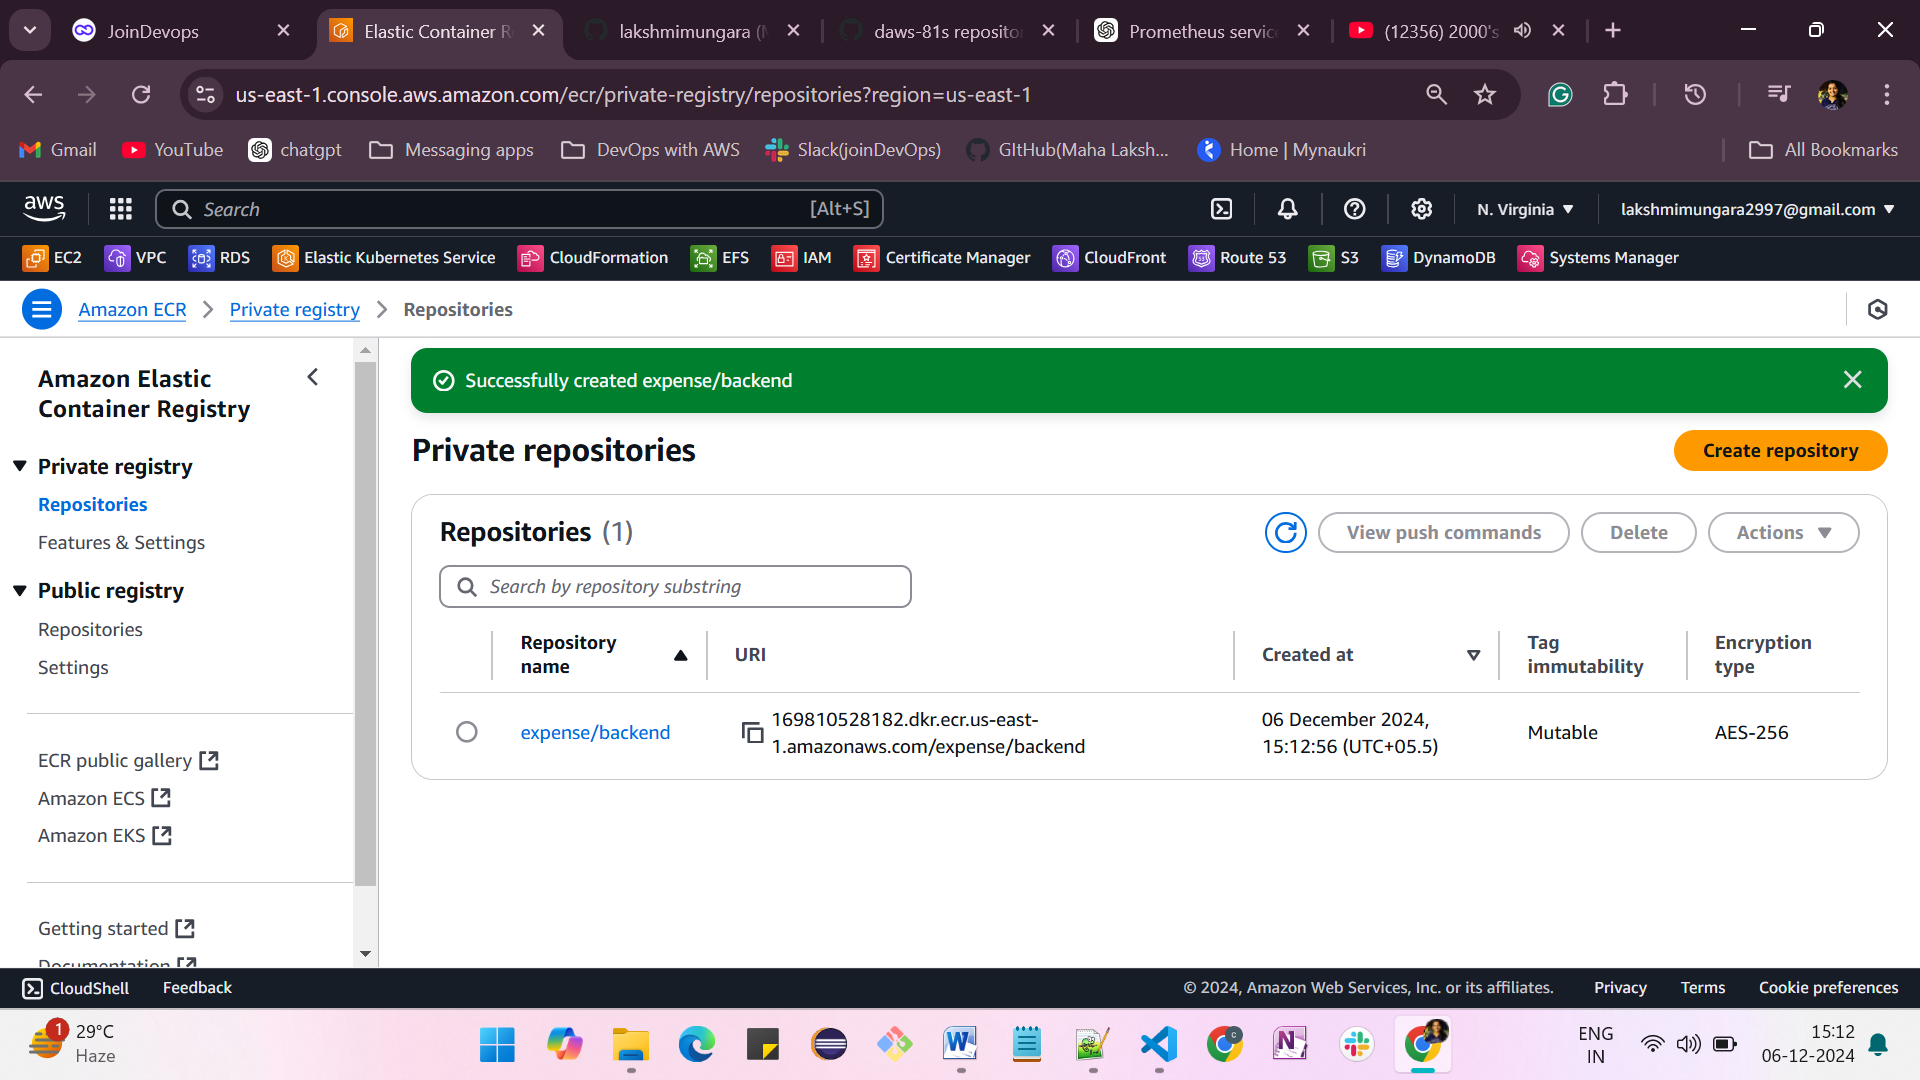 JoinDevops
Elastic Container R
lakshmimungara (M
daws-81s reposito
Prometheus servic
(12356) 2000's
us-east-1.console.aws.amazon.com/ecr/private-registry/repositories?region=us-east-1
Gmail
YouTube
chatgpt
Messaging apps
DevOps with AWS
Slack(joinDevOps)
GItHub(Maha Laksh...
Home | Mynaukri
All Bookmarks
aws
Search
[Alt+S]
N. Virginia
lakshmimungara2997@gmail.com
EC2
VPC
RDS
Elastic Kubernetes Service
CloudFormation
EFS
IAM
Certificate Manager
CloudFront
Route 53
S3
DynamoDB
Systems Manager
Amazon ECR
Private registry
Repositories
Amazon Elastic
Container Registry
Private registry
Repositories
Features & Settings
Public registry
Repositories
Settings
ECR public gallery
Amazon ECS
Amazon EKS
Getting started
Documentation
Successfully created expense/backend
Private repositories
Create repository
Repositories (1)
View push commands
Delete
Actions
Search by repository substring
Repository
name
URI
Created at
Tag
immutability
Encryption
type
expense/backend
169810528182.dkr.ecr.us-east-
1.amazonaws.com/expense/backend
06 December 2024,
15:12:56 (UTC+05.5)
Mutable
AES-256
CloudShell
Feedback
© 2024, Amazon Web Services, Inc. or its affiliates.
Privacy
Terms
Cookie preferences
1
29°C
Haze
ENG
IN
15:12
06-12-2024